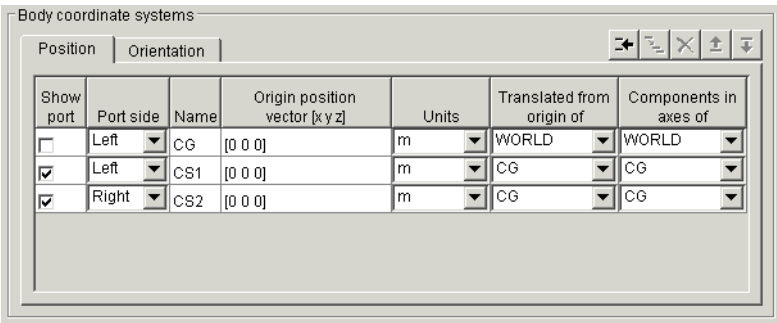 Body coordinate systems
Position Orientation
Show port Port side Name Origin position vector [x y z] Units Translated from origin of Components in axes of
Left CG [0 0 0] m WORLD WORLD
Left CS1 [0 0 0] m CG CG
Right CS2 [0 0 0] m CG CG